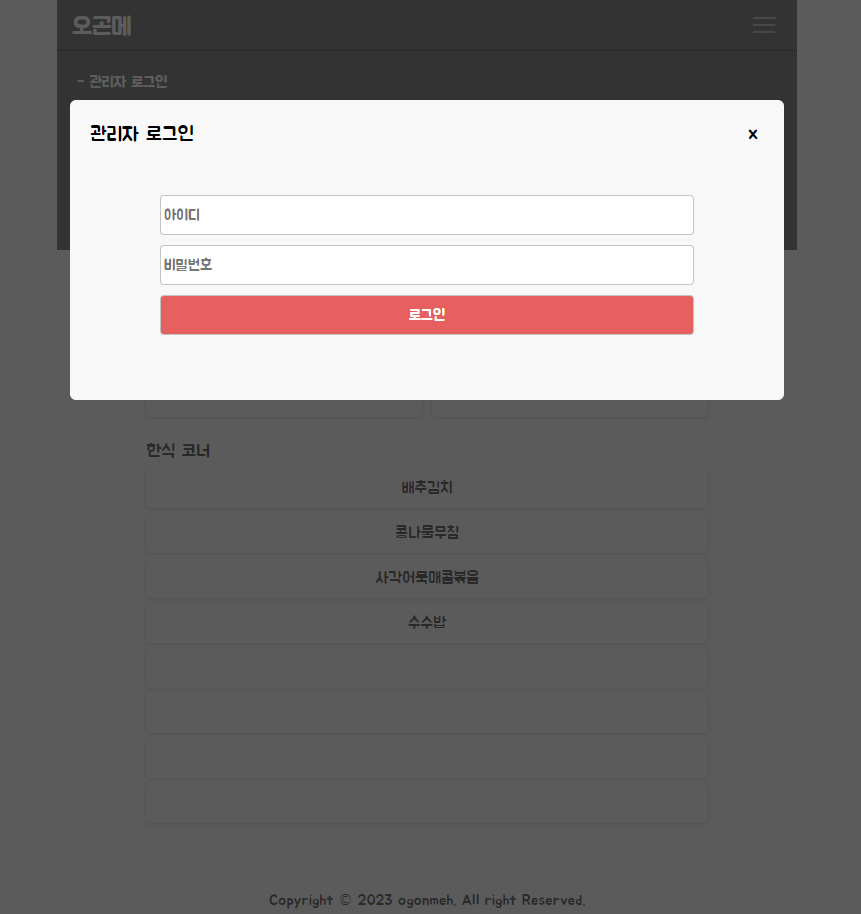 오곤메
- 관리자 로그인
관리자 로그인
x
아이디
비밀번호
로그인
한식 코너
배추김치
콩나물무침
사각어묵매콤볶음
수수밥
Copyright © 2023 ogonmeh. All right Reserved.